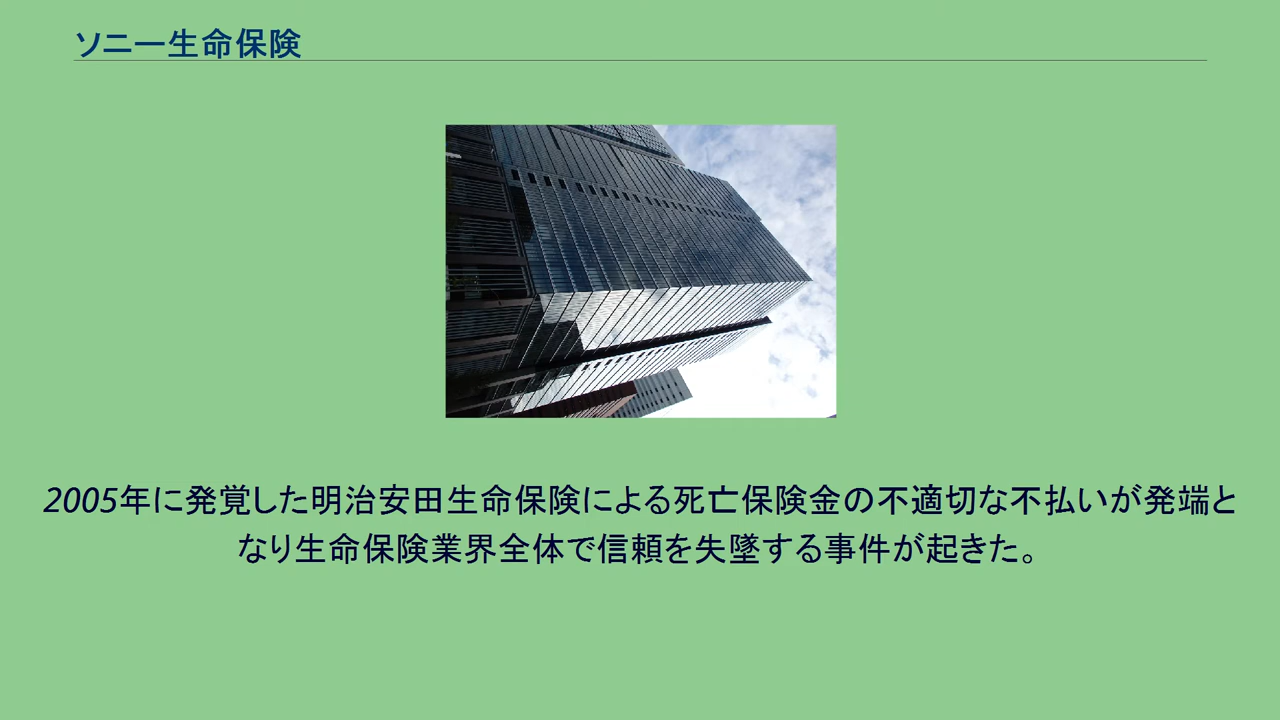 ソニー生命保険
2005年に発覚した明治安田生命保険による死亡保険金の不適切な不払いが発端と
なり生命保険業界全体で信頼を失墜する事件が起きた。